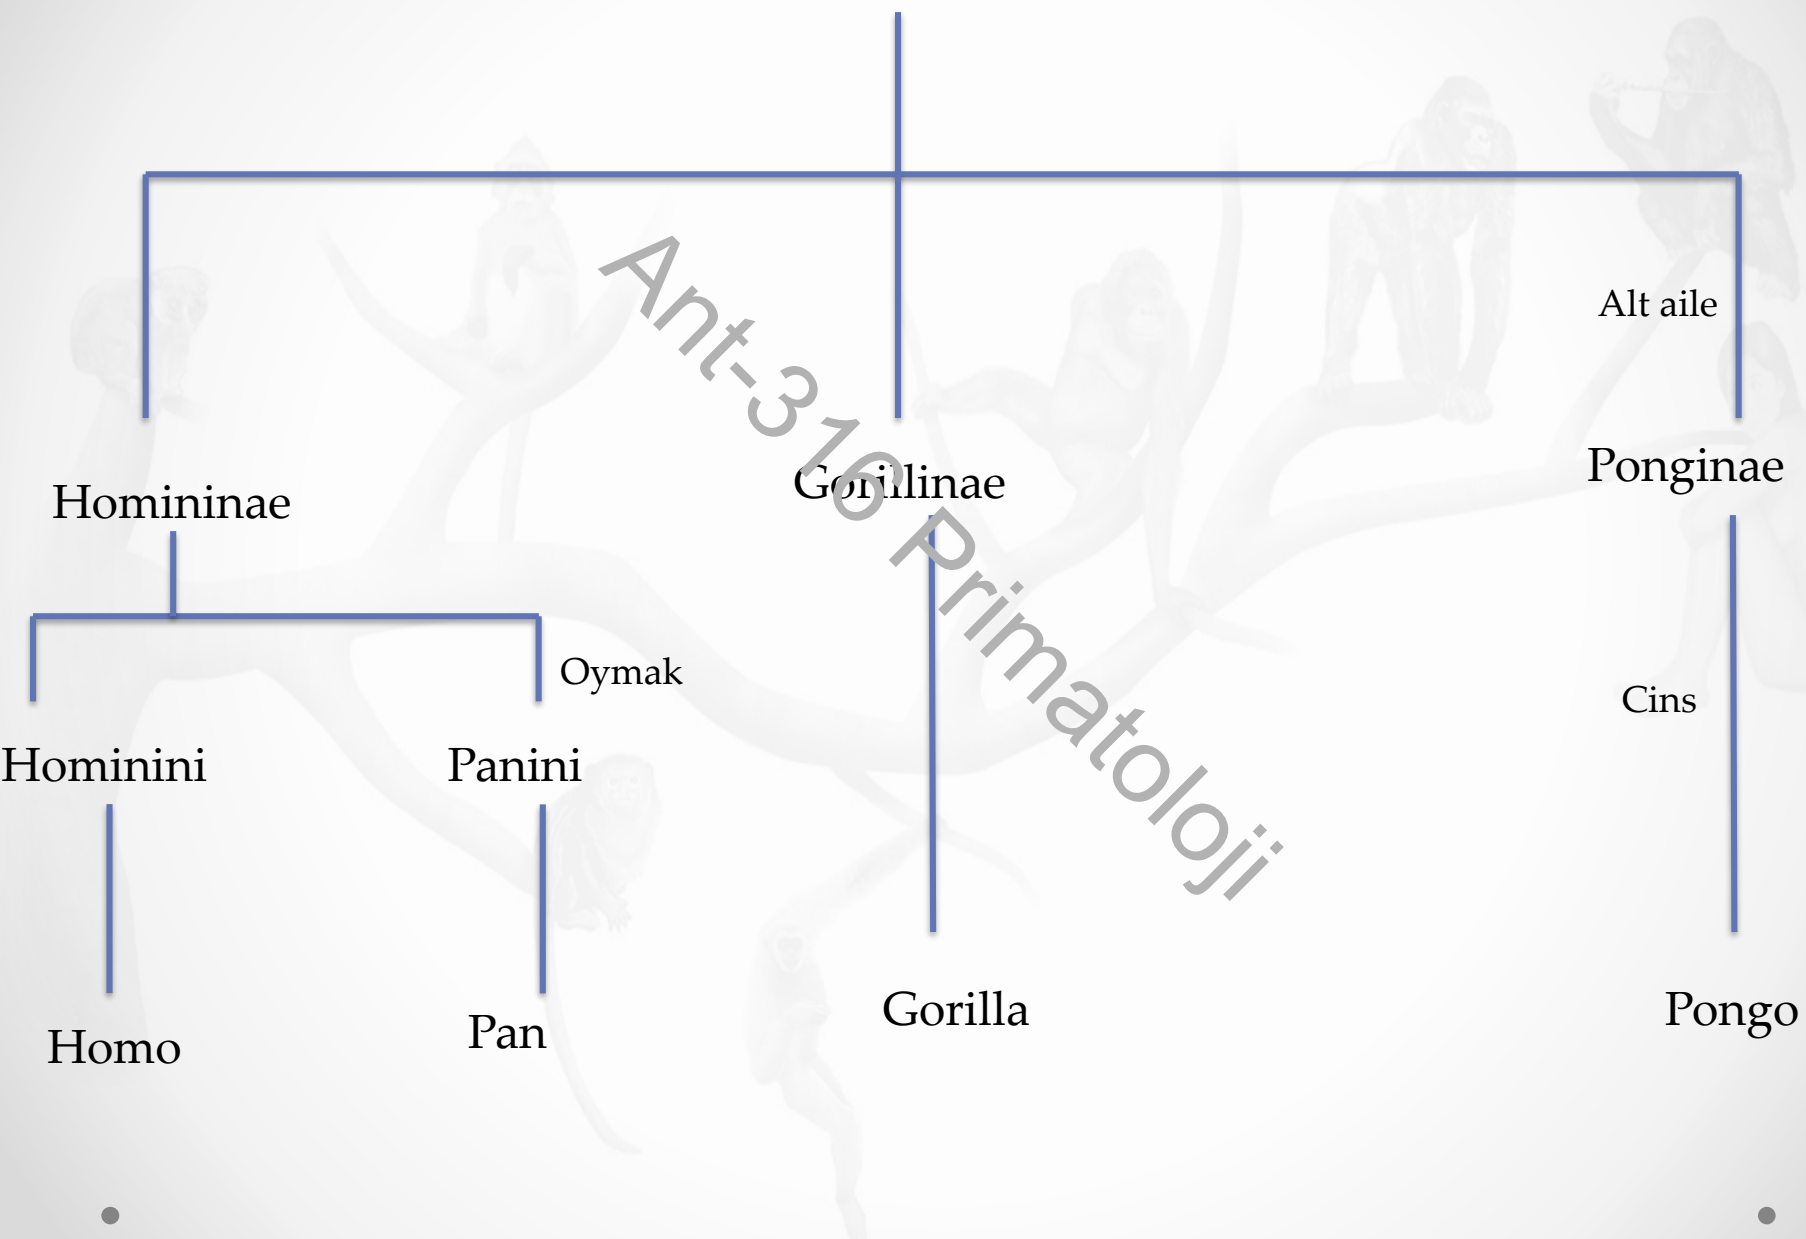 Alt aile
Homininae
Gorillinae
Ponginae
Oymak
Cins
Hominini
Panini
Homo
Pan
Gorilla
Pongo
Ant-316 Primatoloji